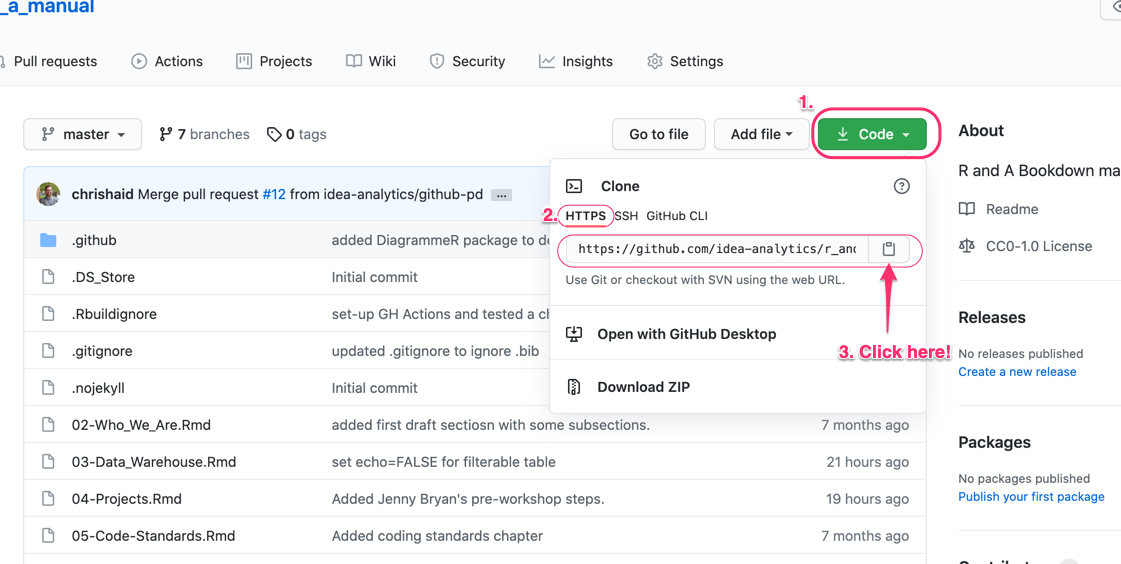 _a_manual
Pull requests Actions Projects Wiki Security Insights Settings
1.
master 7 branches 0 tags Go to file Add file Code
About
R and A Bookdown ma
Readme
CC0-1.0 License
Releases
No releases published
Create a new release
Packages
No packages published
Publish your first package
chrishaid Merge pull request #12 from idea-analytics/github-pd ...
.github added DiagrammeR package to de
.DS_Store Initial commit
.Rbuildignore set-up GH Actions and tested a ch
.gitignore updated .gitignore to ignore .bib
.nojekyll Initial commit
02-Who_We_Are.Rmd added first draft sectiosn with some subsections. 7 months ago
03-Data_Warehouse.Rmd set echo=FALSE for filterable table 21 hours ago
04-Projects.Rmd Added Jenny Bryan's pre-workshop steps. 19 hours ago
05-Code-Standards.Rmd Added coding standards chapter 7 months ago
Clone
2. HTTPS SSH GitHub CLI
https://github.com/idea-analytics/r_and
Use Git or checkout with SVN using the web URL.
3. Click here!
Open with GitHub Desktop
Download ZIP